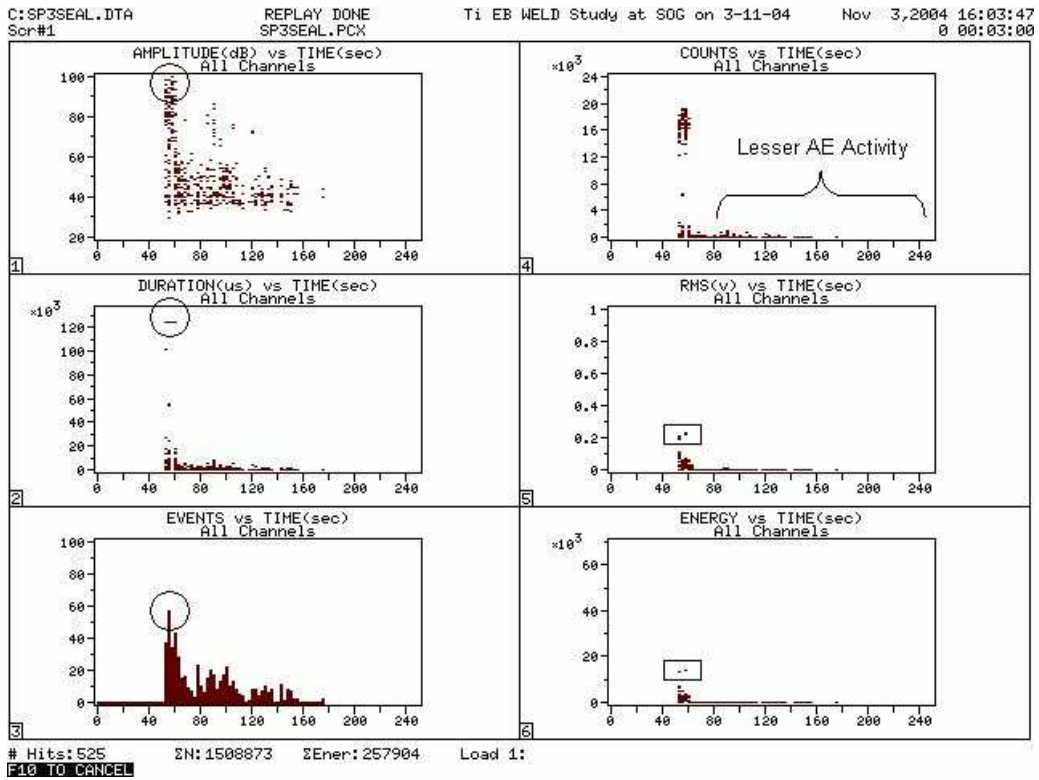 C:SP3SEAL.DTA REPLAY DONE Ti EB WELD Study at SOG on 3-11-04 Nov 3,2004 16:03:47
Scr#1 SP3SEAL.PCX 0 00:03:00
AMPLITUDE(dB) vs TIME(sec)
All Channels
100
80
60
40
20
0 40 80 120 160 200 240
1
COUNTS vs TIME(sec)
All Channels
×10³
24
20
16
12
8
4
0
Lesser AE Activity
0 40 80 120 160 200 240
4
DURATION(us) vs TIME(sec)
All Channels
×10³
120
100
80
60
40
20
0
0 40 80 120 160 200 240
2
RMS(v) vs TIME(sec)
All Channels
1
0.8
0.6
0.4
0.2
0
0 40 80 120 160 200 240
5
EVENTS vs TIME(sec)
All Channels
100
80
60
40
20
0
0 40 80 120 160 200 240
3
ENERGY vs TIME(sec)
All Channels
×10³
60
40
20
0
0 40 80 120 160 200 240
6
# Hits:525 ΣN:1508873 ΣEner:257904 Load 1:
F10 TO CANCEL